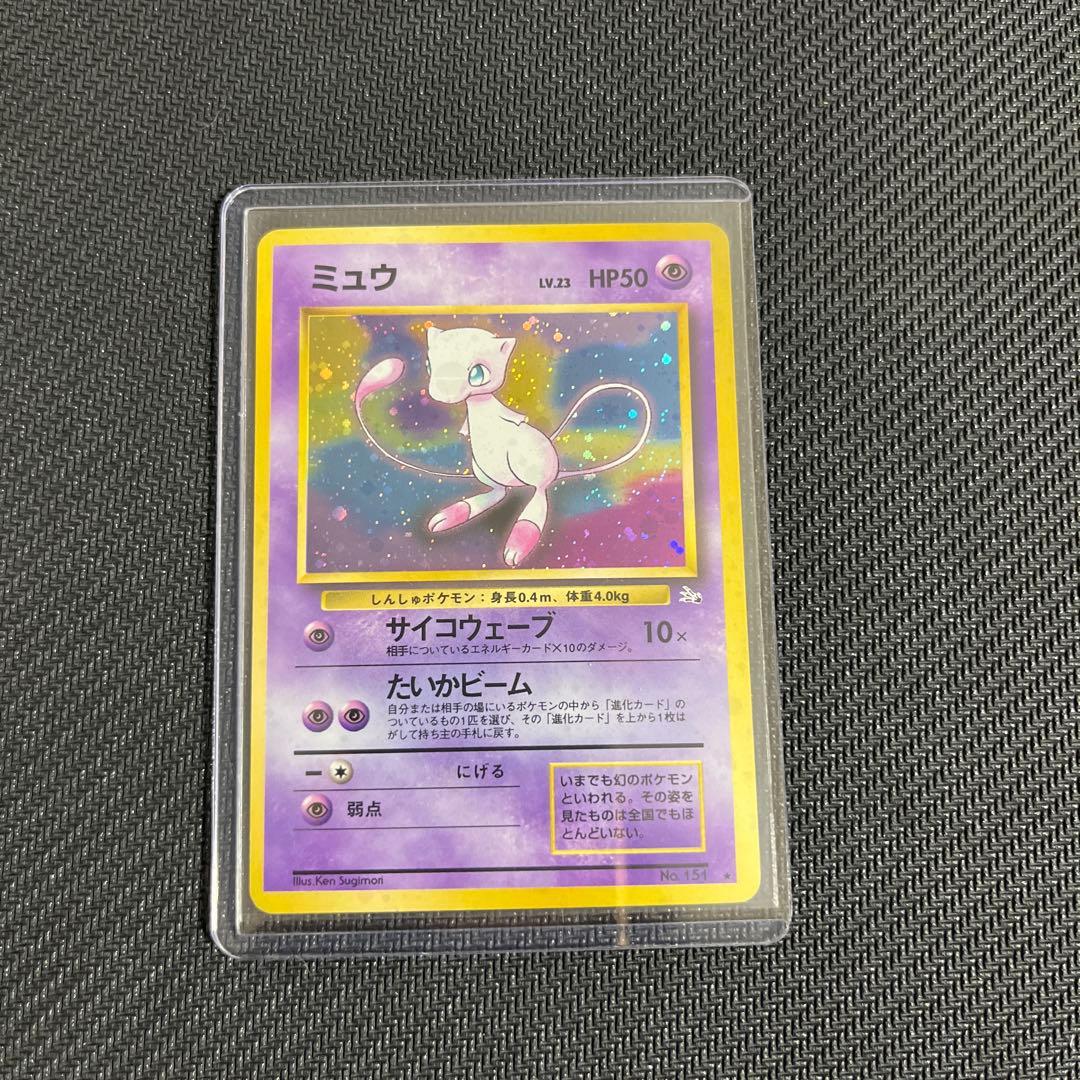 ミュウ LV.23 HP50
しんしゅポケモン：身長0.4m、体重4.0kg
サイコウェーブ 10×
相手についているエネルギーカード×10のダメージ。
たいかビーム
自分または相手の場にいるポケモンの中から「進化カード」の
ついているもの1匹を選び、その「進化カード」を上から1枚は
がして持ち主の手札に戻す。
にげる
弱点
いまでも幻のポケモン
といわれる。その姿を
見たものは全国でもほ
とんどいない。
Illus.Ken Sugimori No. 151 ★